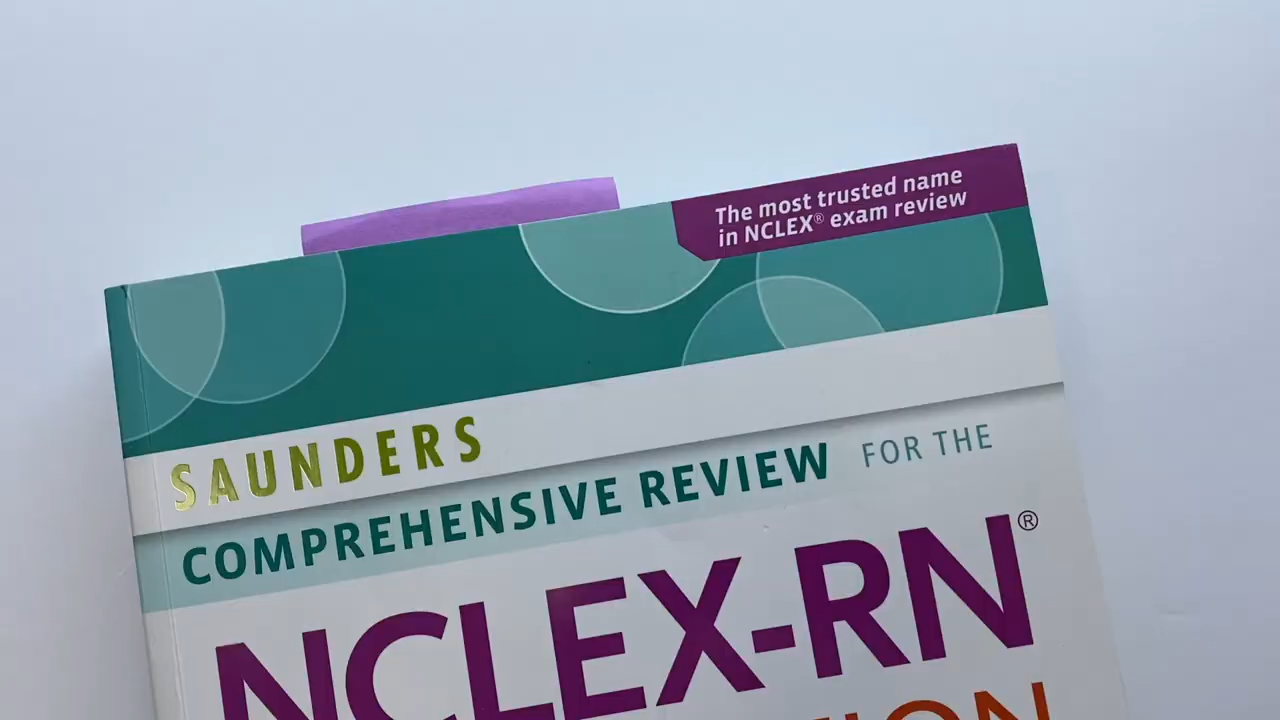 The most trusted name
in NCLEX® exam review
SAUNDERS
COMPREHENSIVE REVIEW FOR THE
NCLEX-RN®